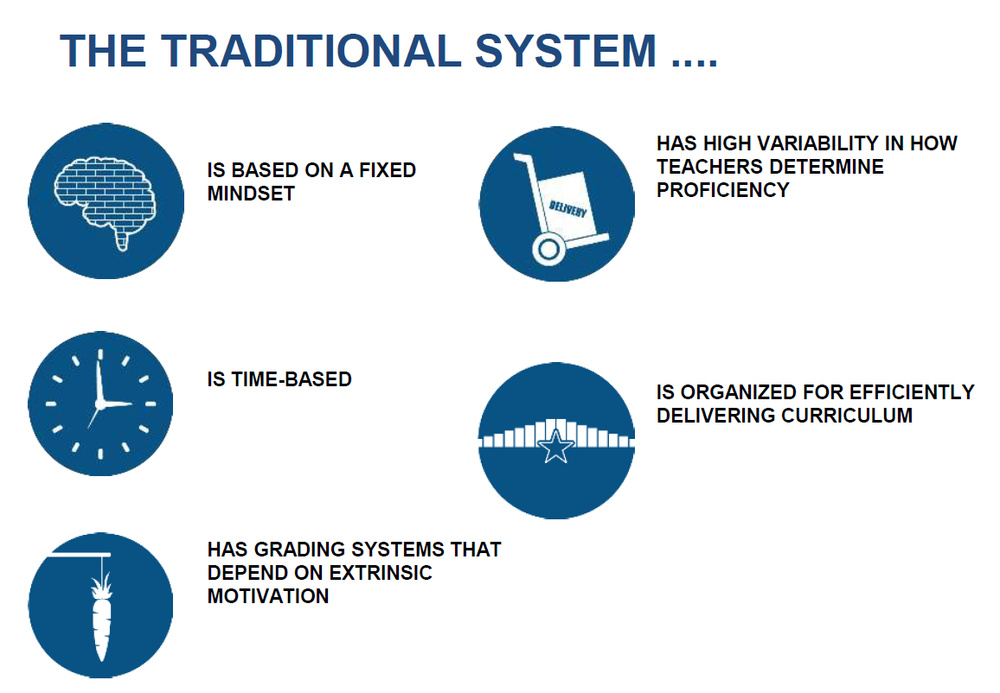 THE TRADITIONAL SYSTEM ....
IS BASED ON A FIXED
MINDSET
IS TIME-BASED
HAS GRADING SYSTEMS THAT
DEPEND ON EXTRINSIC
MOTIVATION
DELIVERY
HAS HIGH VARIABILITY IN HOW
TEACHERS DETERMINE
PROFICIENCY
IS ORGANIZED FOR EFFICIENTLY
DELIVERING CURRICULUM